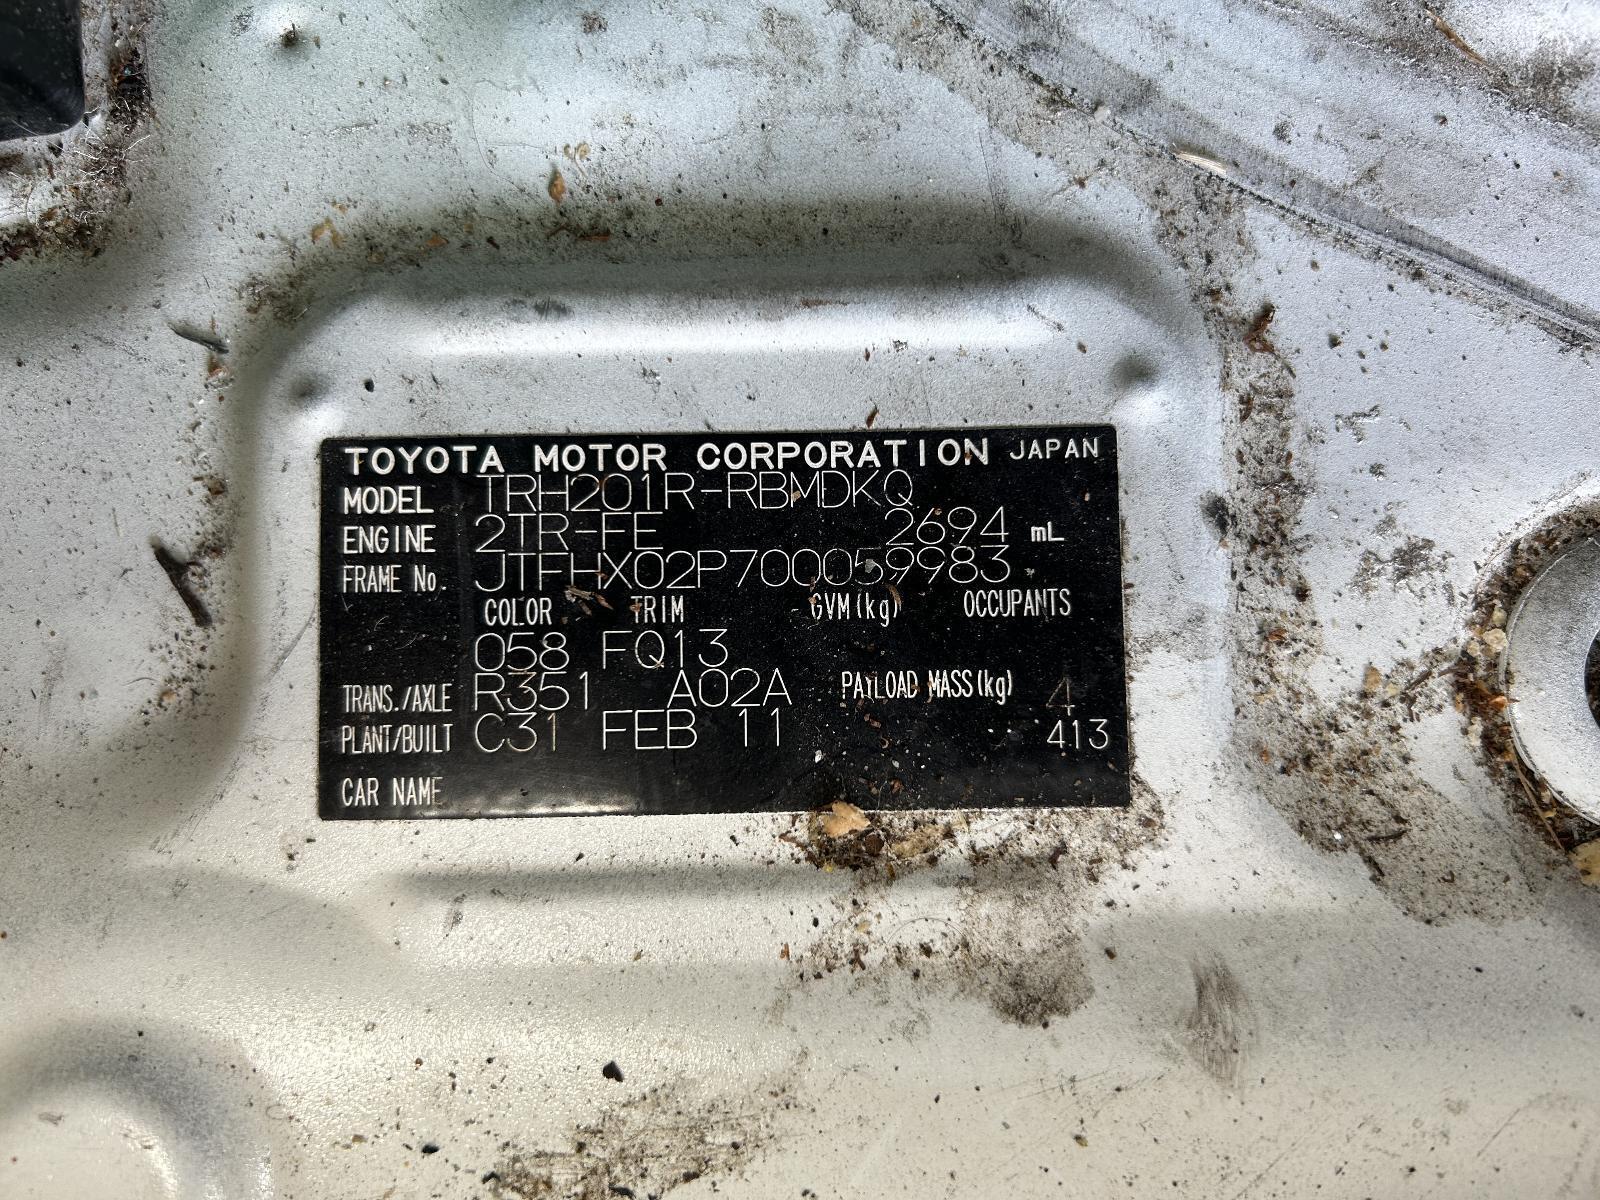 TOYOTA MOTOR CORPORATION JAPAN
MODEL TRH201R-RBMDKQ
ENGINE 2TR-FE 2694 mL
FRAME No. JTFHX02P700059983
COLOR TRIM GVM(kg) OCCUPANTS
058 FQ13
TRANS./AXLE R351 A02A PAYLOAD MASS(kg) 4
PLANT/BUILT C31 FEB 11 413
CAR NAME